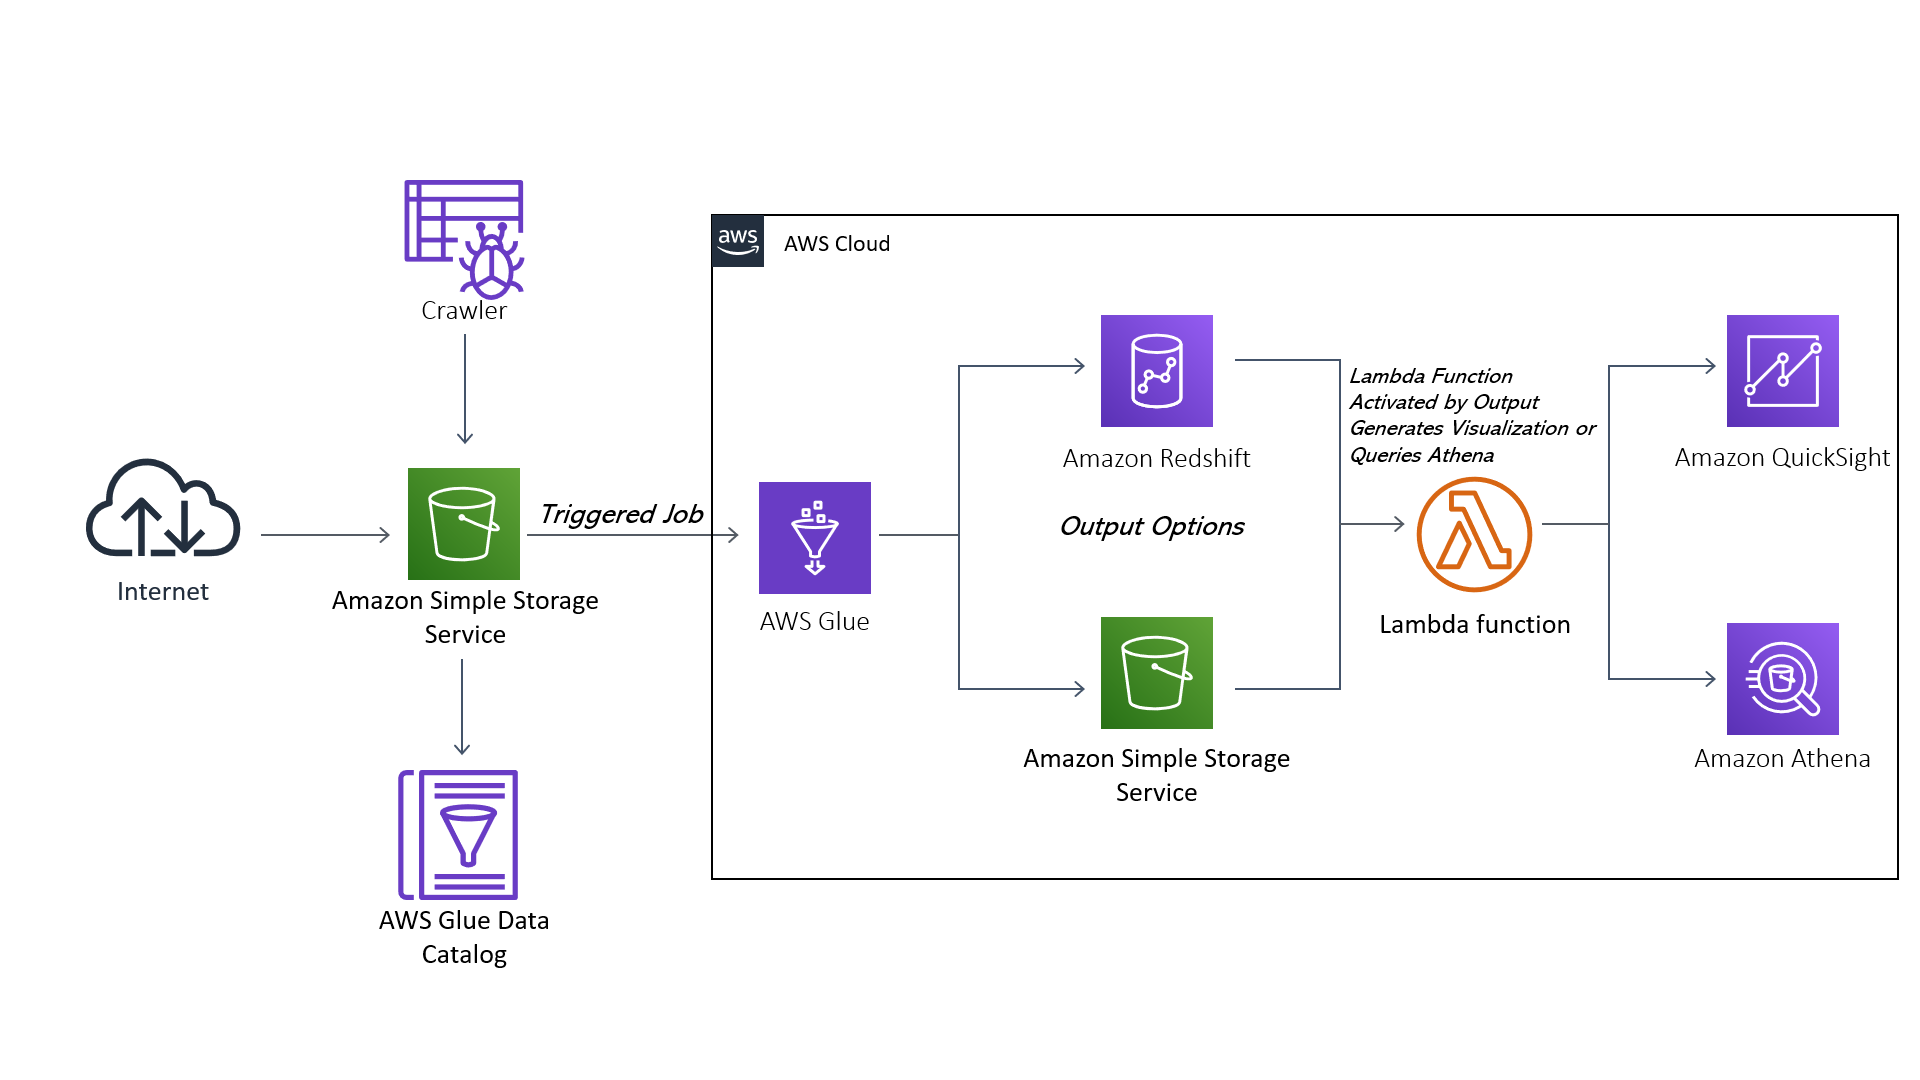 Crawler
aws
AWS Cloud
Internet
Amazon Simple Storage
Service
Triggered Job
AWS Glue Data
Catalog
AWS Glue
Amazon Redshift
Output Options
Amazon Simple Storage
Service
Lambda Function
Activated by Output
Generates Visualization or
Queries Athena
Lambda function
Amazon QuickSight
Amazon Athena